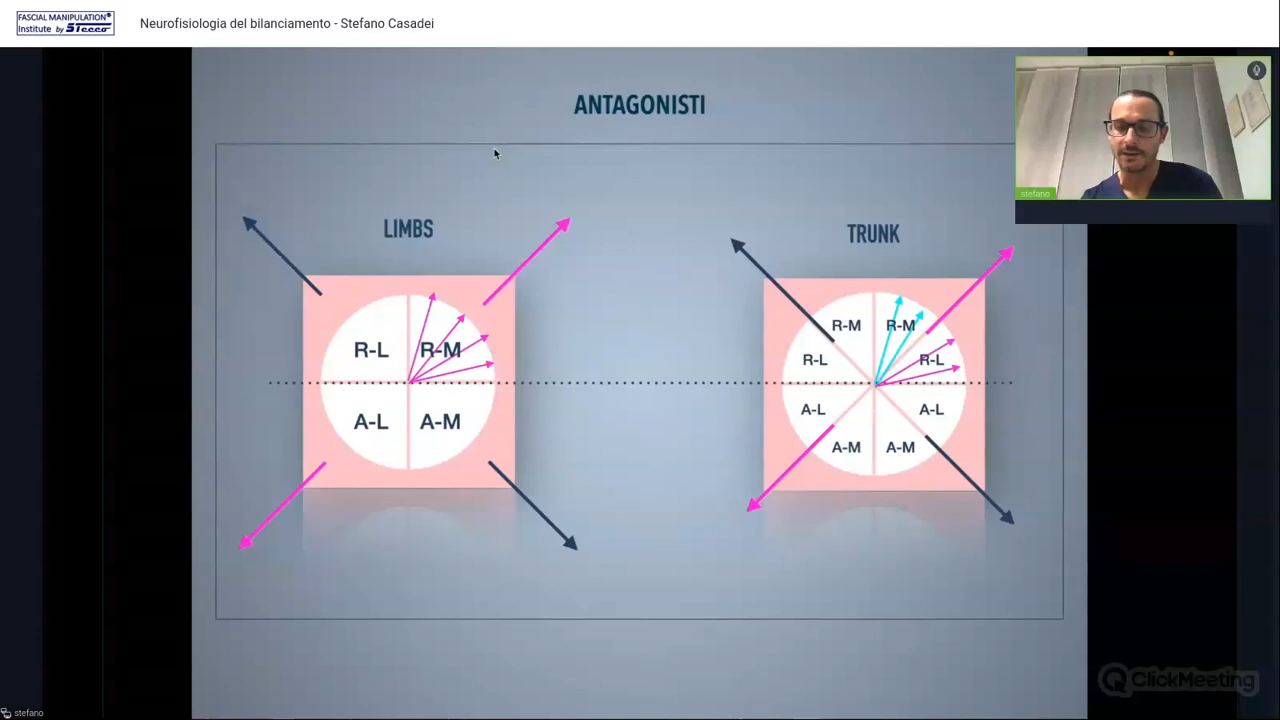 FASCIAL MANIPULATION®
Institute by Stecco
Neurofisiologia del bilanciamento - Stefano Casadei
ANTAGONISTI
stefano
LIMBS
TRUNK
R-L
R-M
A-L
A-M
R-M
R-M
R-L
R-L
A-L
A-L
A-M
A-M
ClickMeeting
stefano